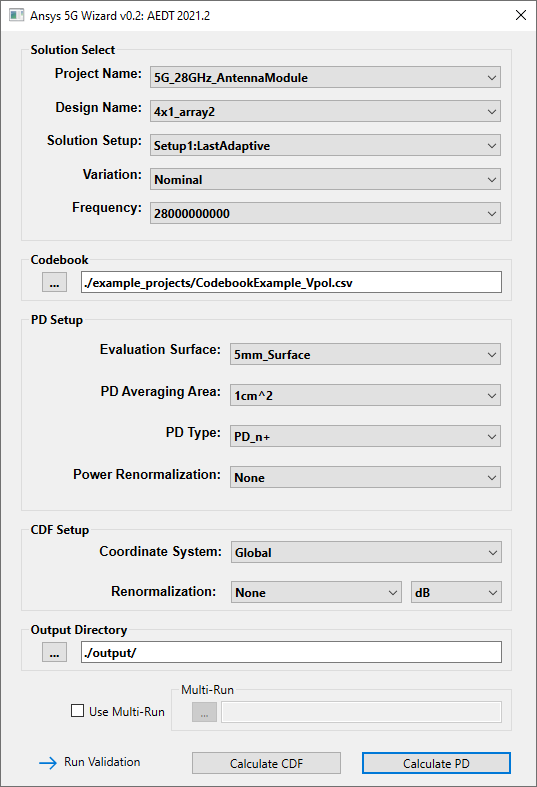 Ansys 5G Wizard v0.2: AEDT 2021.2
Solution Select
Project Name: 5G_28GHz_AntennaModule
Design Name: 4x1_array2
Solution Setup: Setup1:LastAdaptive
Variation: Nominal
Frequency: 28000000000
Codebook
... ./example_projects/CodebookExample_Vpol.csv
PD Setup
Evaluation Surface: 5mm_Surface
PD Averaging Area: 1cm^2
PD Type: PD_n+
Power Renormalization: None
CDF Setup
Coordinate System: Global
Renormalization: None dB
Output Directory
... ./output/
Multi-Run
Use Multi-Run ...
Run Validation Calculate CDF Calculate PD